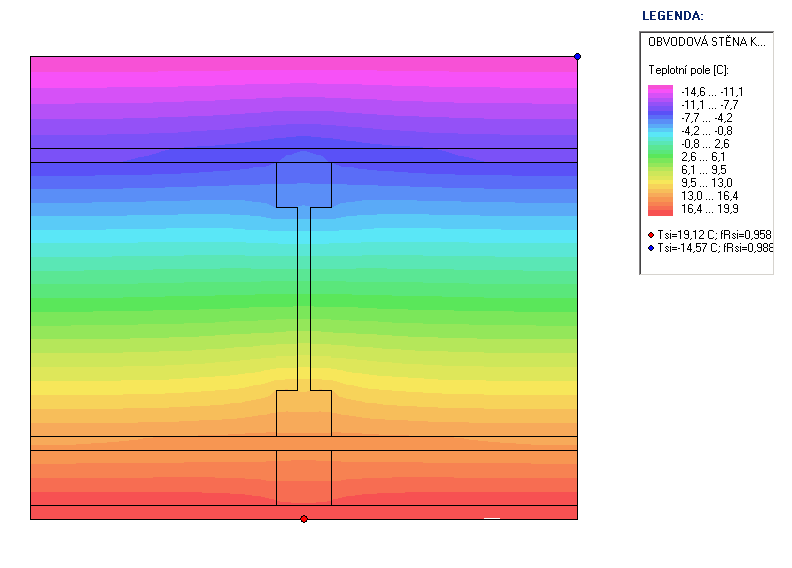 LEGENDA:
OBVODOVÁ STĚNA K...
Teplotní pole [C]:
-14,6 ... -11,1
-11,1 ... -7,7
-7,7 ... -4,2
-4,2 ... -0,8
-0,8 ... 2,6
2,6 ... 6,1
6,1 ... 9,5
9,5 ... 13,0
13,0 ... 16,4
16,4 ... 19,9
Tsi=19,12 C; fRsi=0,958
Tsi=-14,57 C; fRsi=0,988